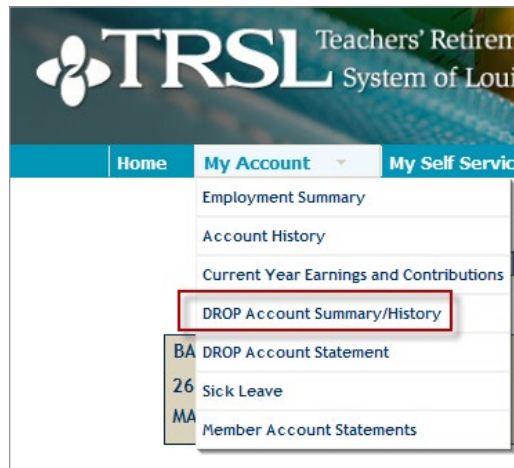 TRSL
Teachers' Retirem
System of Loui
Home My Account My Self Servic
Employment Summary
Account History
Current Year Earnings and Contributions
DROP Account Summary/History
BA DROP Account Statement
26 Sick Leave
MA Member Account Statements